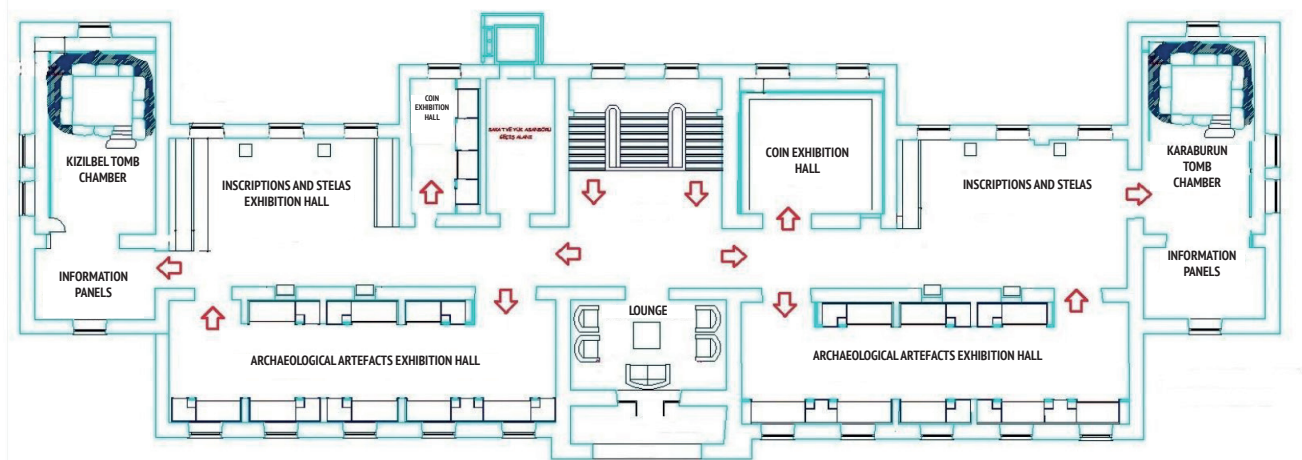 KIZILBEL TOMB
CHAMBER
INFORMATION
PANELS
INSCRIPTIONS AND STELAS
EXHIBITION HALL
COIN
EXHIBITION
HALL
ARCHAEOLOGICAL ARTEFACTS EXHIBITION HALL
LOUNGE
COIN EXHIBITION
HALL
INSCRIPTIONS AND STELAS
ARCHAEOLOGICAL ARTEFACTS EXHIBITION HALL
KARABURUN
TOMB
CHAMBER
INFORMATION
PANELS